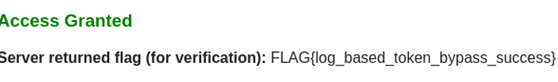 Access Granted
Server returned flag (for verification): FLAG{log_based_token_bypass_success}